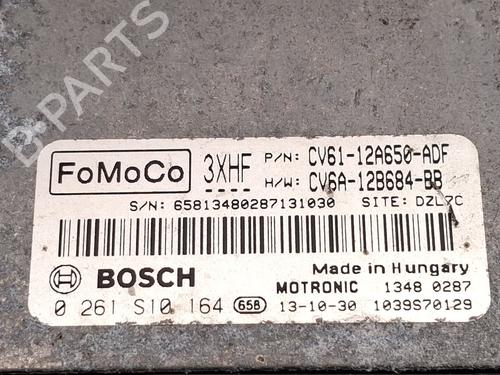 B-PARTS
FoMoCo 3XHF P/N: CV61-12A650-ADF
H/W: CV6A-12B684-BB
S/N: 65813480287131030 SITE: DZL7C
BOSCH Made in Hungary
MOTRONIC 1348 0287
0 261 S10 164 658 13-10-30 1039S70129